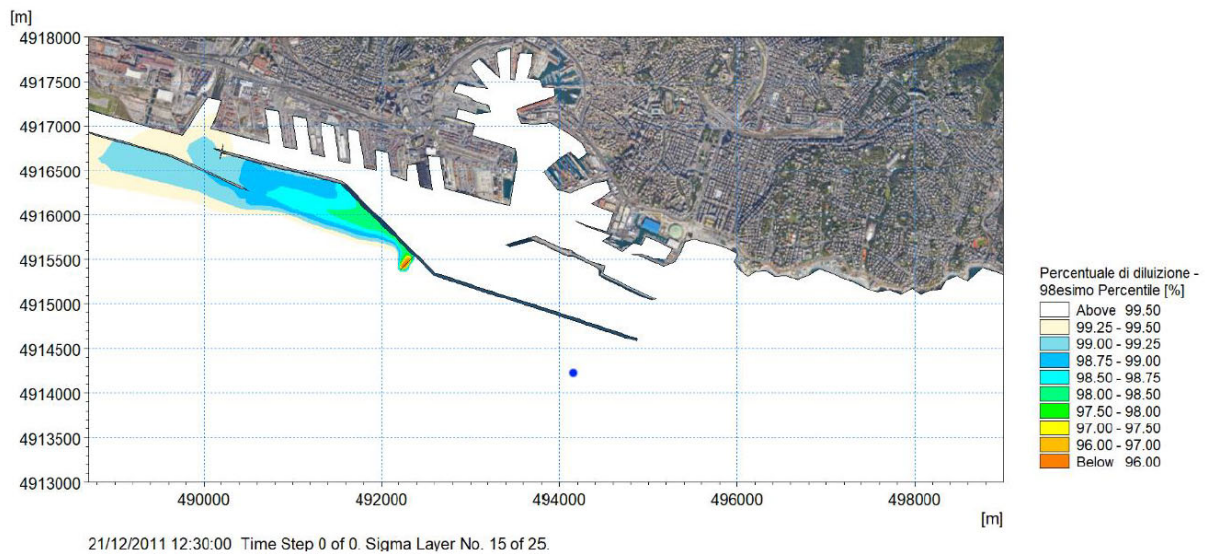 [m]
4918000
4917500
4917000
4916500
4916000
4915500
4915000
4914500
4914000
4913500
4913000
490000 492000 494000 496000 498000
[m]
21/12/2011 12:30:00 Time Step 0 of 0. Sigma Layer No. 15 of 25.
Percentuale di diluizione -
98esimo Percentile [%]
Above 99.50
99.25 - 99.50
99.00 - 99.25
98.75 - 99.00
98.50 - 98.75
98.00 - 98.50
97.50 - 98.00
97.00 - 97.50
96.00 - 97.00
Below 96.00